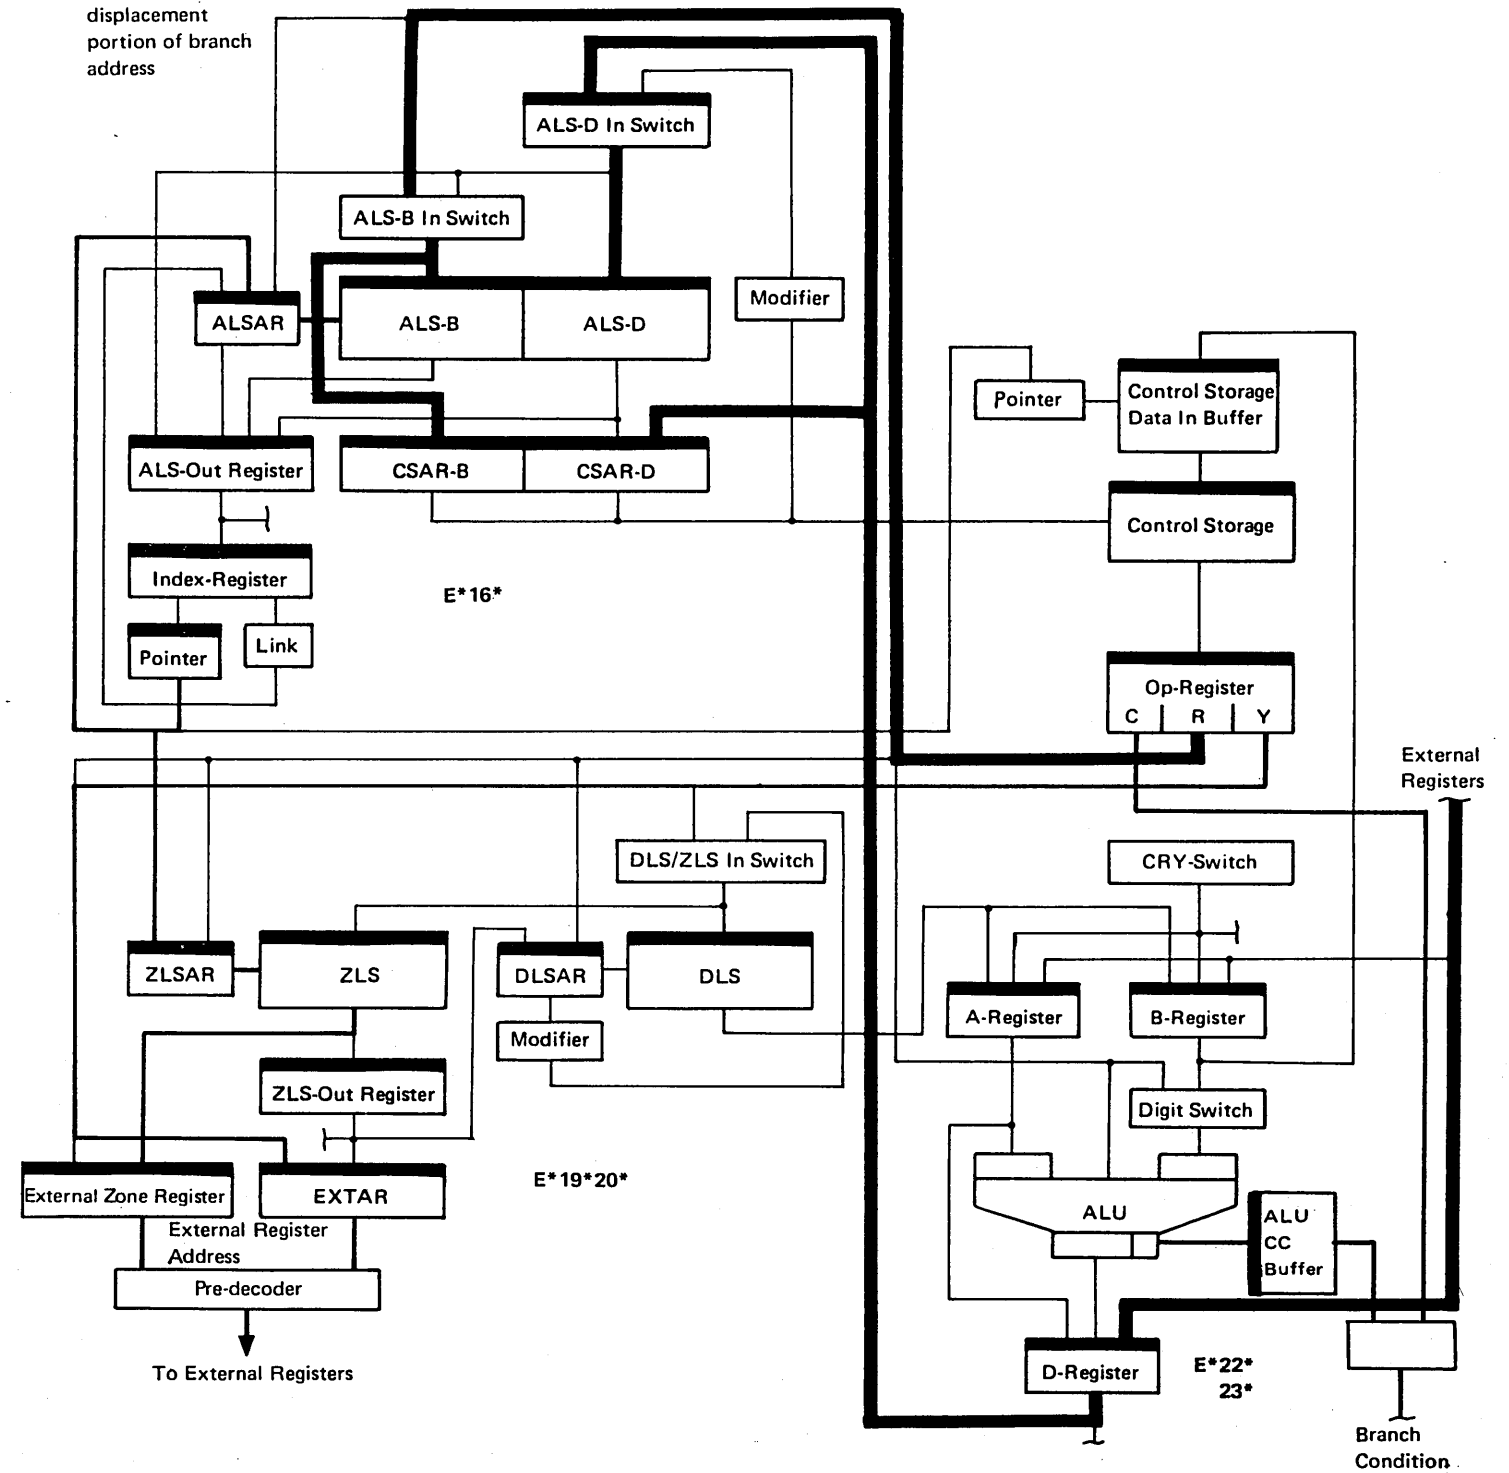 displacement
portion of branch
address
ALS-D In Switch
ALS-B In Switch
Modifier
ALSAR
ALS-B
ALS-D
Pointer
Control Storage
Data In Buffer
ALS-Out Register
CSAR-B
CSAR-D
Control Storage
Index-Register
E*16*
Pointer
Link
Op-Register
C
R
Y
External
Registers
DLS/ZLS In Switch
CRY-Switch
ZLSAR
ZLS
DLSAR
DLS
Modifier
A-Register
B-Register
ZLS-Out Register
Digit Switch
E*19*20*
External Zone Register
EXTAR
ALU
ALU
CC
Buffer
External Register
Address
Pre-decoder
To External Registers
D-Register
E*22*
23*
Branch
Condition